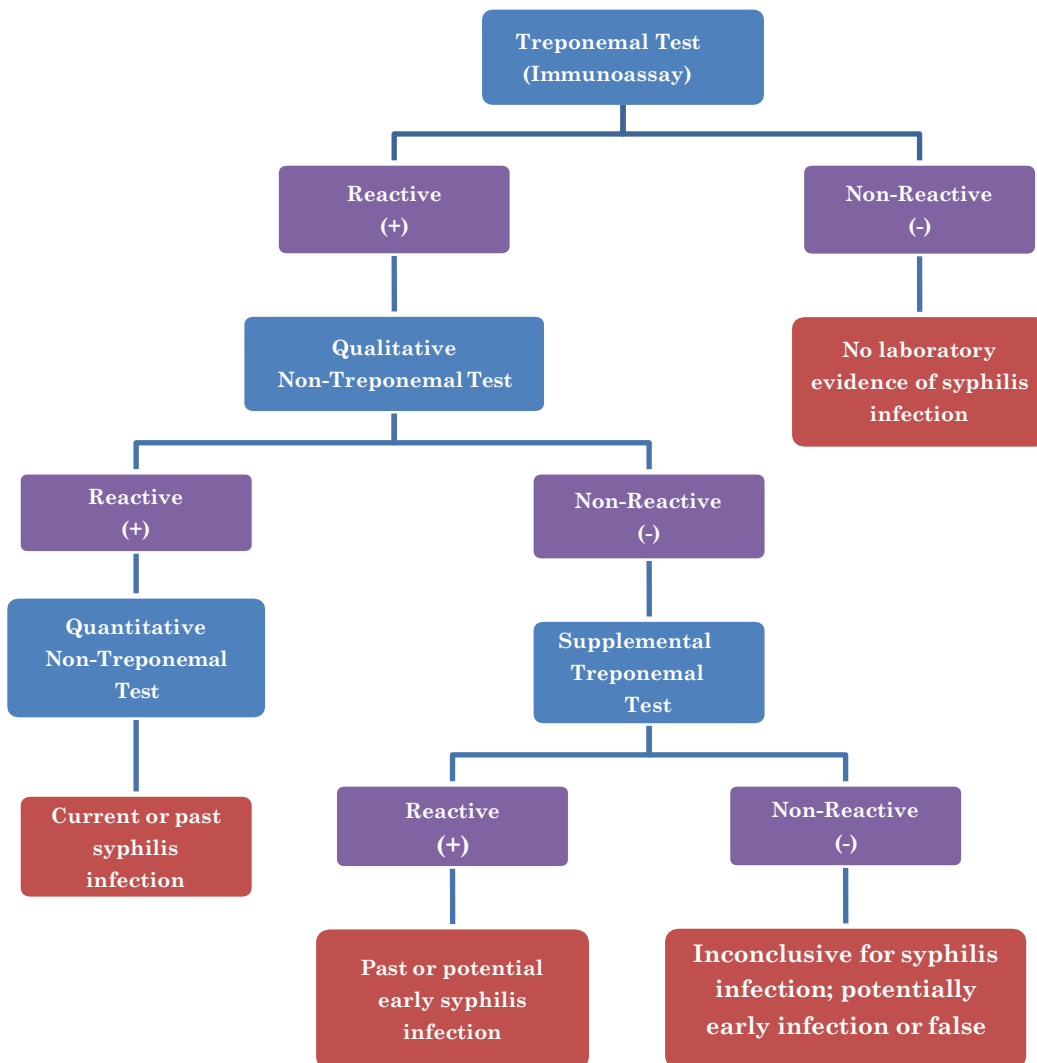 Treponemal Test
(Immunoassay)
Reactive
(+)
Non-Reactive
(-)
Qualitative
Non-Treponemal Test
No laboratory
evidence of syphilis
infection
Reactive
(+)
Non-Reactive
(-)
Quantitative
Non-Treponemal
Test
Supplemental
Treponemal
Test
Current or past
syphilis
infection
Reactive
(+)
Non-Reactive
(-)
Past or potential
early syphilis
infection
Inconclusive for syphilis
infection; potentially
early infection or false